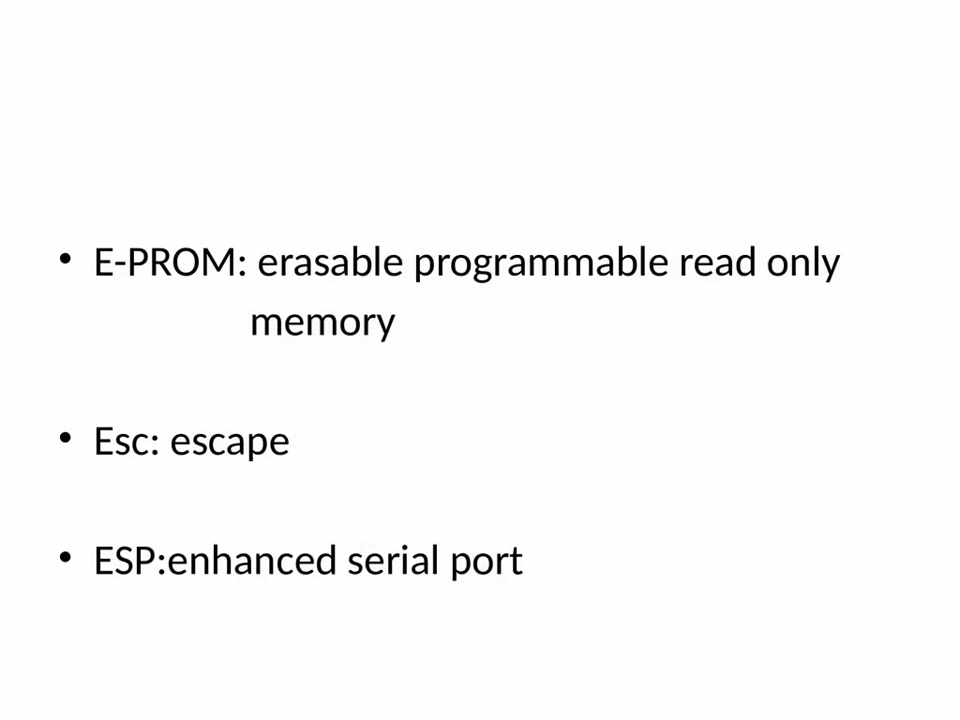 • E-PROM: erasable programmable read only
memory
• Esc: escape
• ESP:enhanced serial port